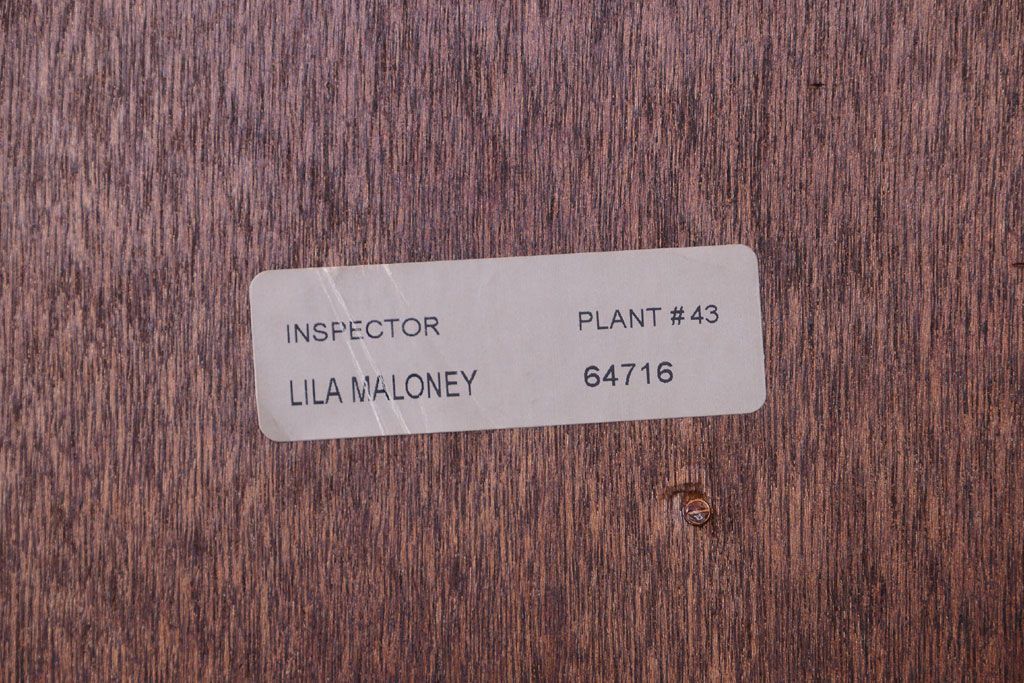 INSPECTOR PLANT # 43
LILA MALONEY 64716